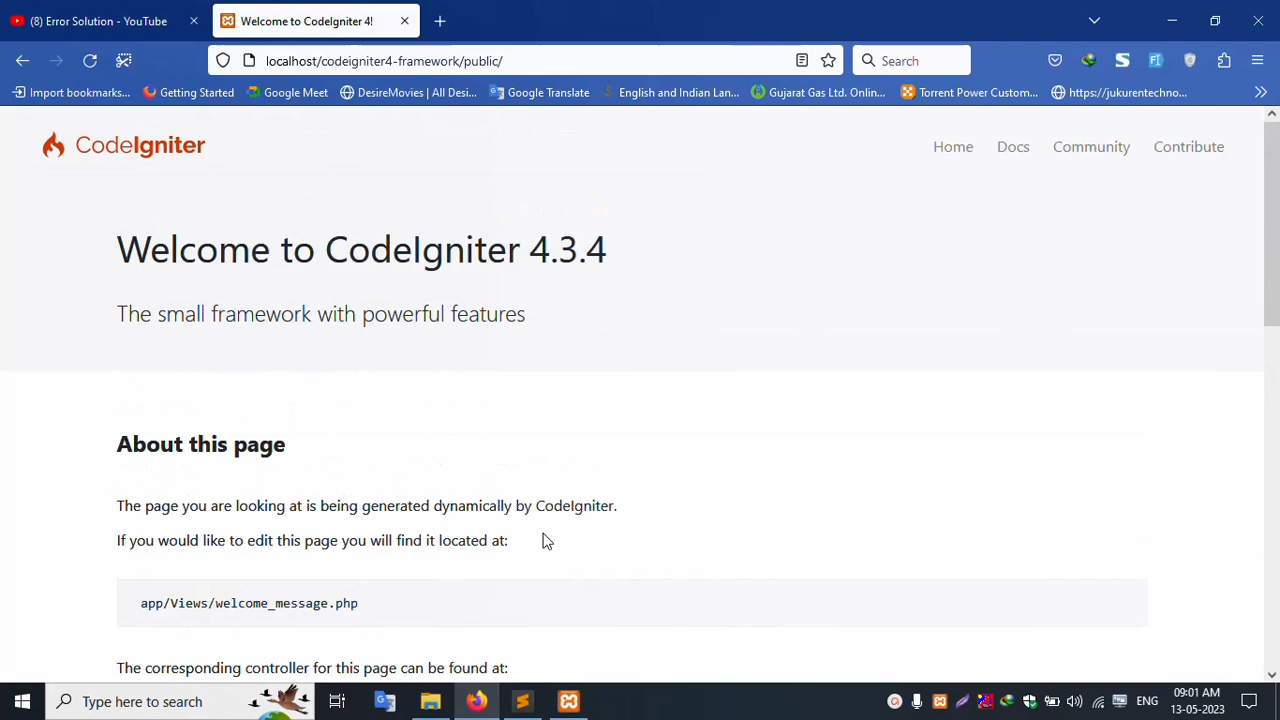 (8) Error Solution - YouTube
Welcome to CodeIgniter 4!
localhost/codeigniter4-framework/public/
Search
Import bookmarks...
Getting Started
Google Meet
DesireMovies | All Desi...
Google Translate
English and Indian Lan...
Gujarat Gas Ltd. Onlin...
Torrent Power Custom...
https://jukurentechno...
CodeIgniter
Home
Docs
Community
Contribute
Welcome to CodeIgniter 4.3.4
The small framework with powerful features
About this page
The page you are looking at is being generated dynamically by CodeIgniter.
If you would like to edit this page you will find it located at:
app/Views/welcome_message.php
The corresponding controller for this page can be found at:
Type here to search
ENG
09:01 AM
13-05-2023